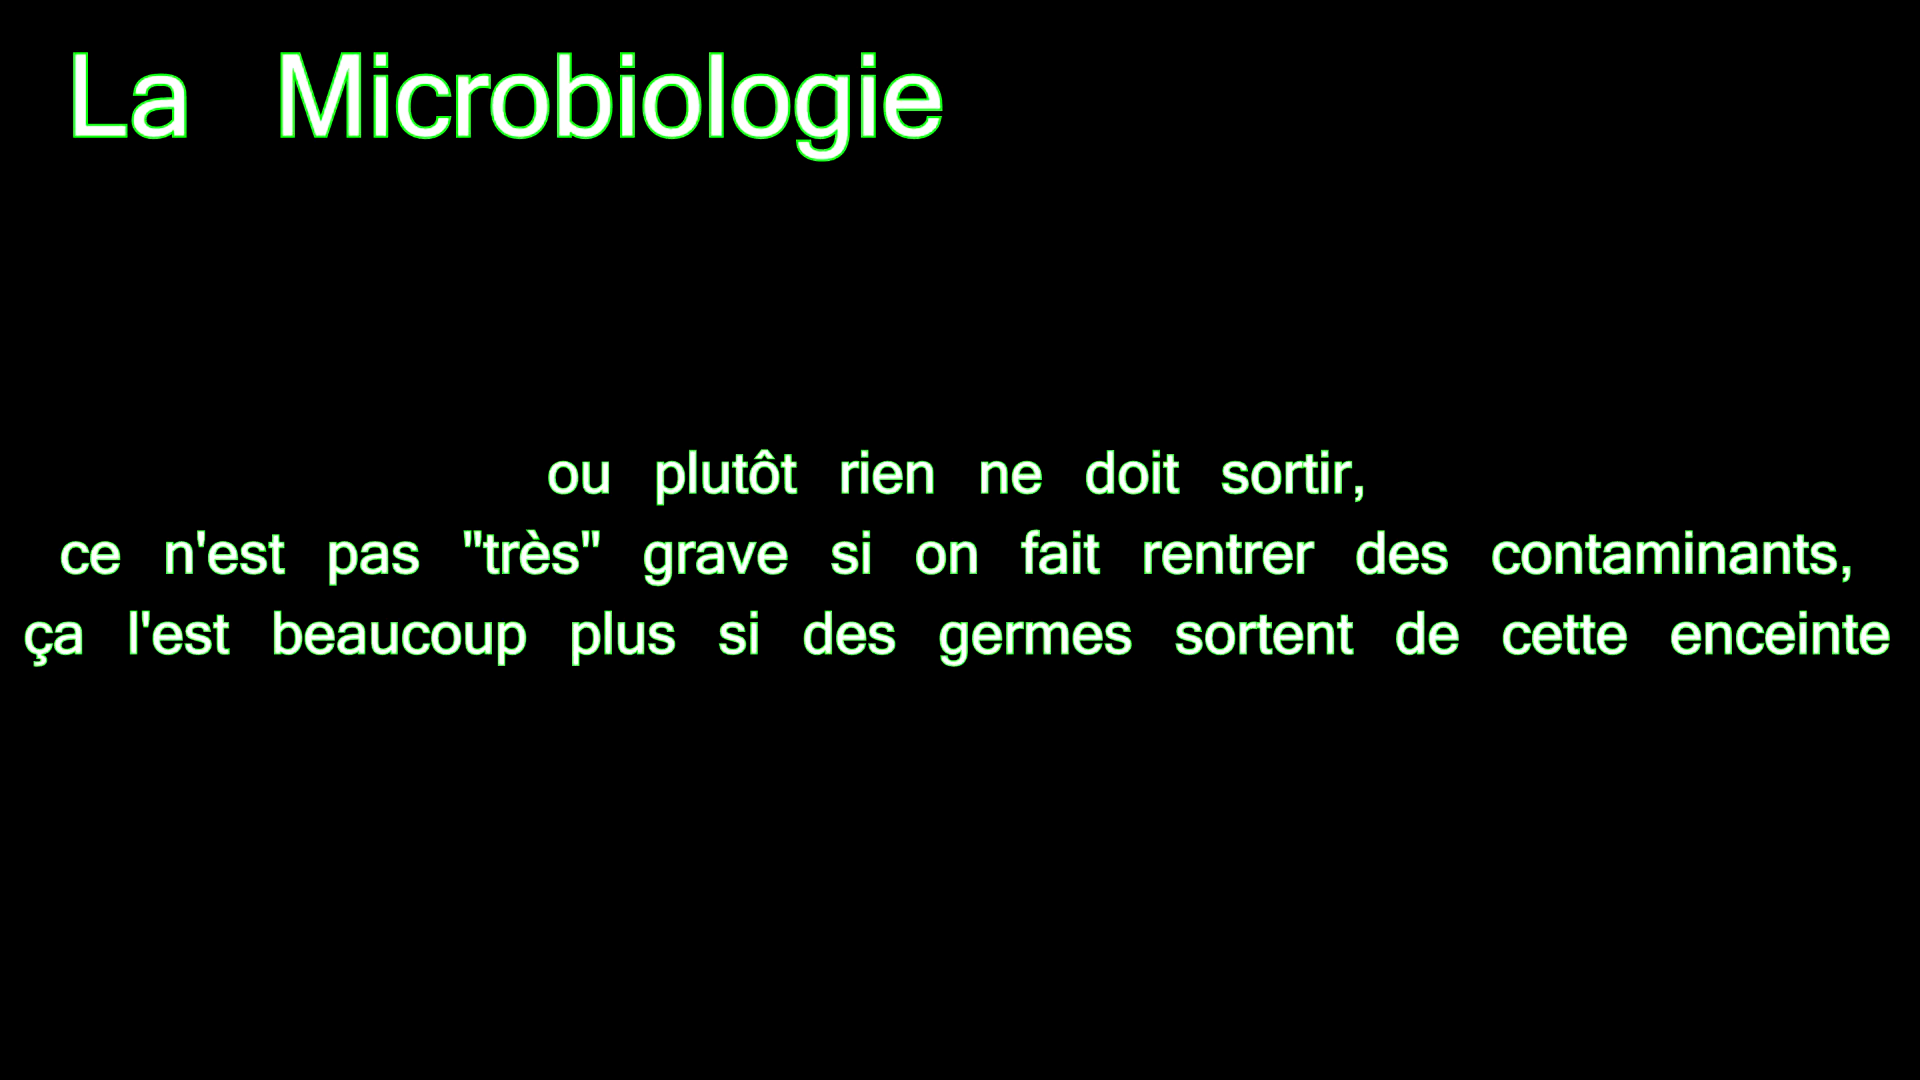 La Microbiologie
ou plutôt rien ne doit sortir,
ce n'est pas "très" grave si on fait rentrer des contaminants,
ça l'est beaucoup plus si des germes sortent de cette enceinte